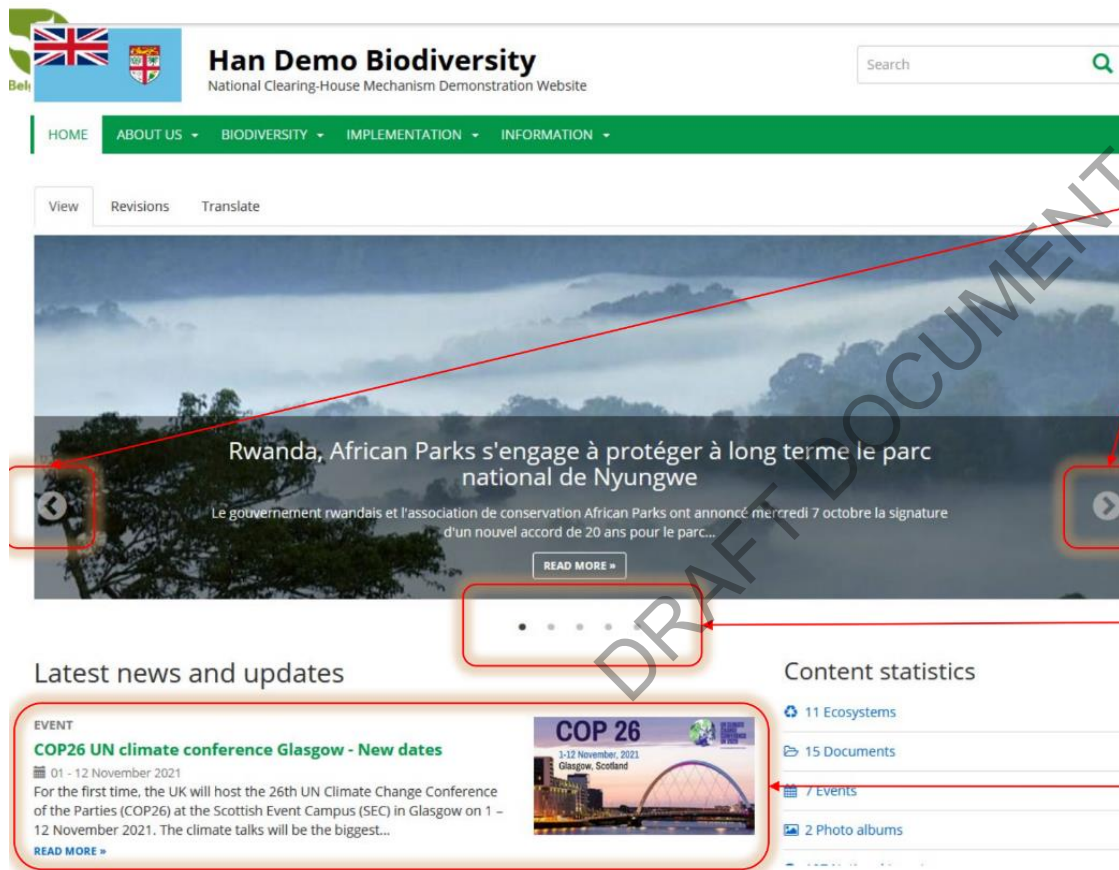 Han Demo Biodiversity
National Clearing-House Mechanism Demonstration Website
Search
HOME ABOUT US BIODIVERSITY IMPLEMENTATION INFORMATION
View Revisions Translate
DRAFT DOCUMENT
Rwanda, African Parks s'engage à protéger à long terme le parc
national de Nyungwe
Le gouvernement rwandais et l'association de conservation African Parks ont annoncé mercredi 7 octobre la signature
d'un nouvel accord de 20 ans pour le parc...
READ MORE »
Latest news and updates
EVENT
COP26 UN climate conference Glasgow - New dates
01 - 12 November 2021
For the first time, the UK will host the 26th UN Climate Change Conference
of the Parties (COP26) at the Scottish Event Campus (SEC) in Glasgow on 1 –
12 November 2021. The climate talks will be the biggest...
READ MORE »
COP 26
1-12 November, 2021
Glasgow, Scotland
UN CLIMATE
CHANGE
CONFERENCE
UK 2021
Content statistics
11 Ecosystems
15 Documents
7 Events
2 Photo albums